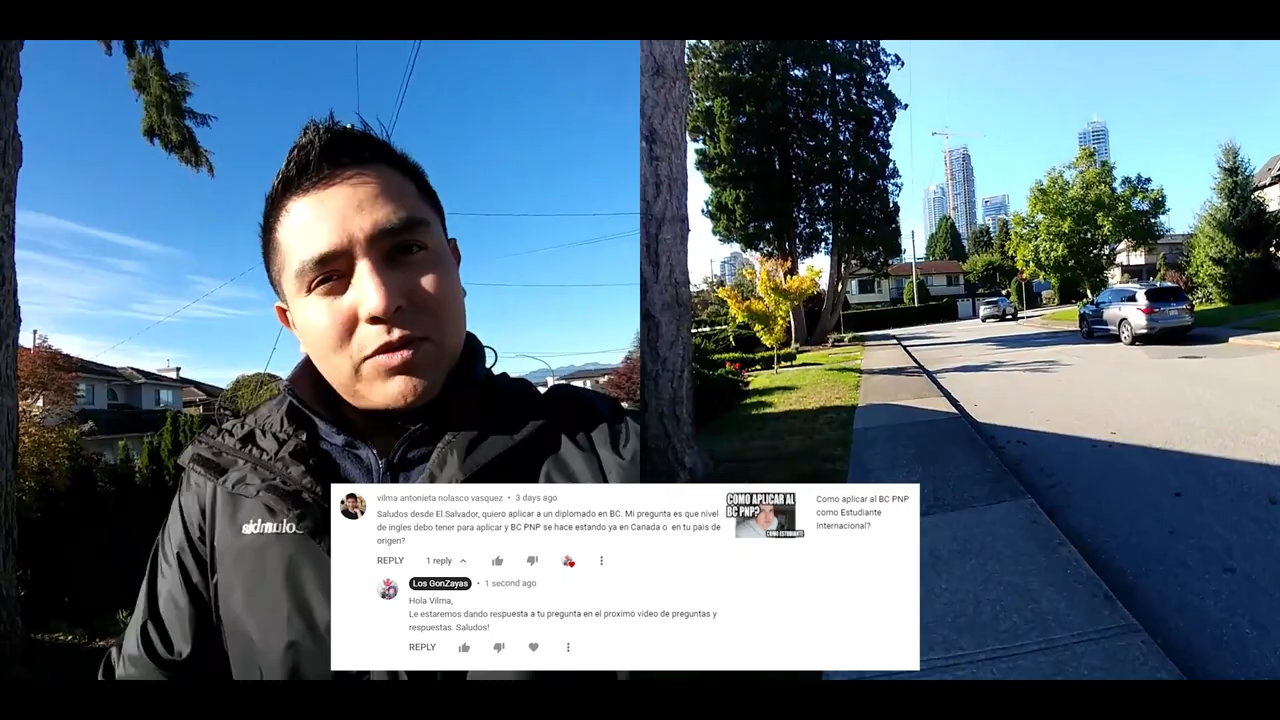 vilma antonieta nolasco vasquez • 3 days ago
Saludos desde El Salvador, quiero aplicar a un diplomado en BC. Mi pregunta es que nivel
de ingles debo tener para aplicar y BC PNP se hace estando ya en Canada o en tu pais de
origen?
REPLY 1 reply
COMO APLICAR AL
BC PNP?
COMO ESTUDIANTE
Como aplicar al BC PNP
como Estudiante
Internacional?
Los GonZayas • 1 second ago
Hola Vilma,
Le estaremos dando respuesta a tu pregunta en el proximo video de preguntas y
respuestas. Saludos!
REPLY